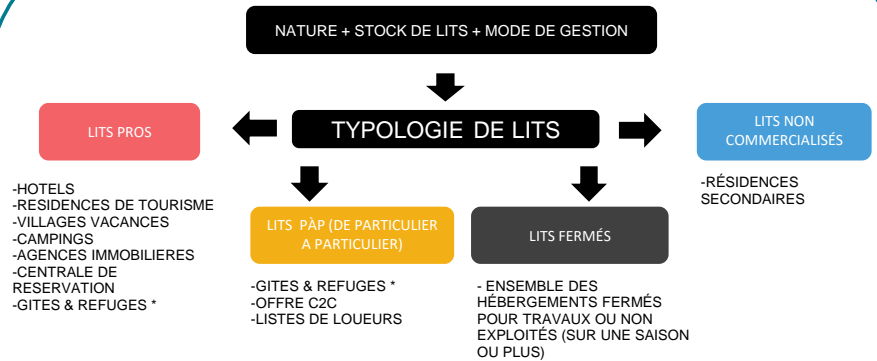 NATURE + STOCK DE LITS + MODE DE GESTION
TYPOLOGIE DE LITS
LITS PROS
-HOTELS
-RESIDENCES DE TOURISME
-VILLAGES VACANCES
-CAMPINGS
-AGENCES IMMOBILIERES
-CENTRALE DE
RESERVATION
-GITES & REFUGES *
LITS PÀP (DE PARTICULIER
A PARTICULIER)
-GITES & REFUGES *
-OFFRE C2C
-LISTES DE LOUEURS
LITS FERMÉS
- ENSEMBLE DES
HÉBERGEMENTS FERMÉS
POUR TRAVAUX OU NON
EXPLOITÉS (SUR UNE SAISON
OU PLUS)
LITS NON
COMMERCIALISÉS
-RÉSIDENCES
SECONDAIRES